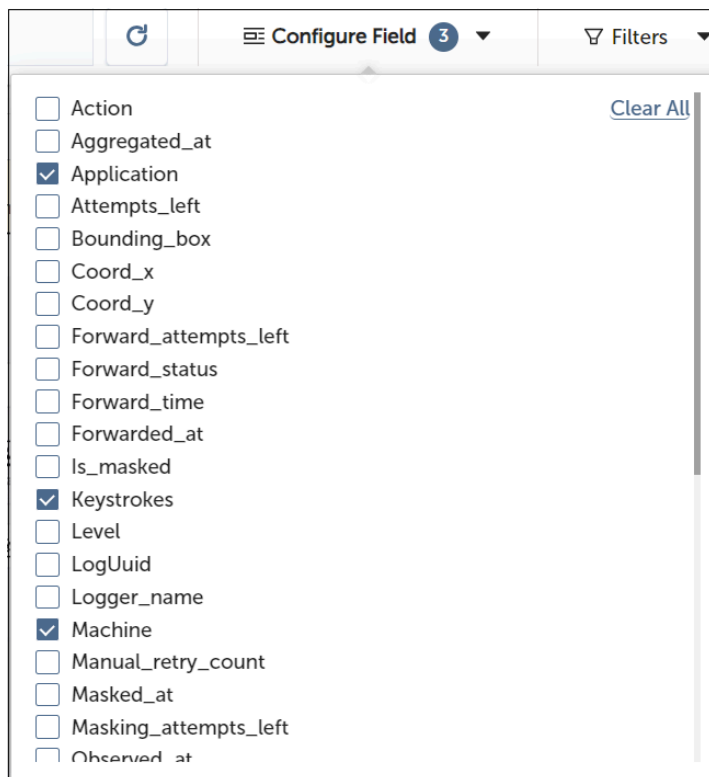 Configure Field 3 Filters
Action Clear All
Aggregated_at
Application
Attempts_left
Bounding_box
Coord_x
Coord_y
Forward_attempts_left
Forward_status
Forward_time
Forwarded_at
Is_masked
Keystrokes
Level
LogUuid
Logger_name
Machine
Manual_retry_count
Masked_at
Masking_attempts_left
Observed_at